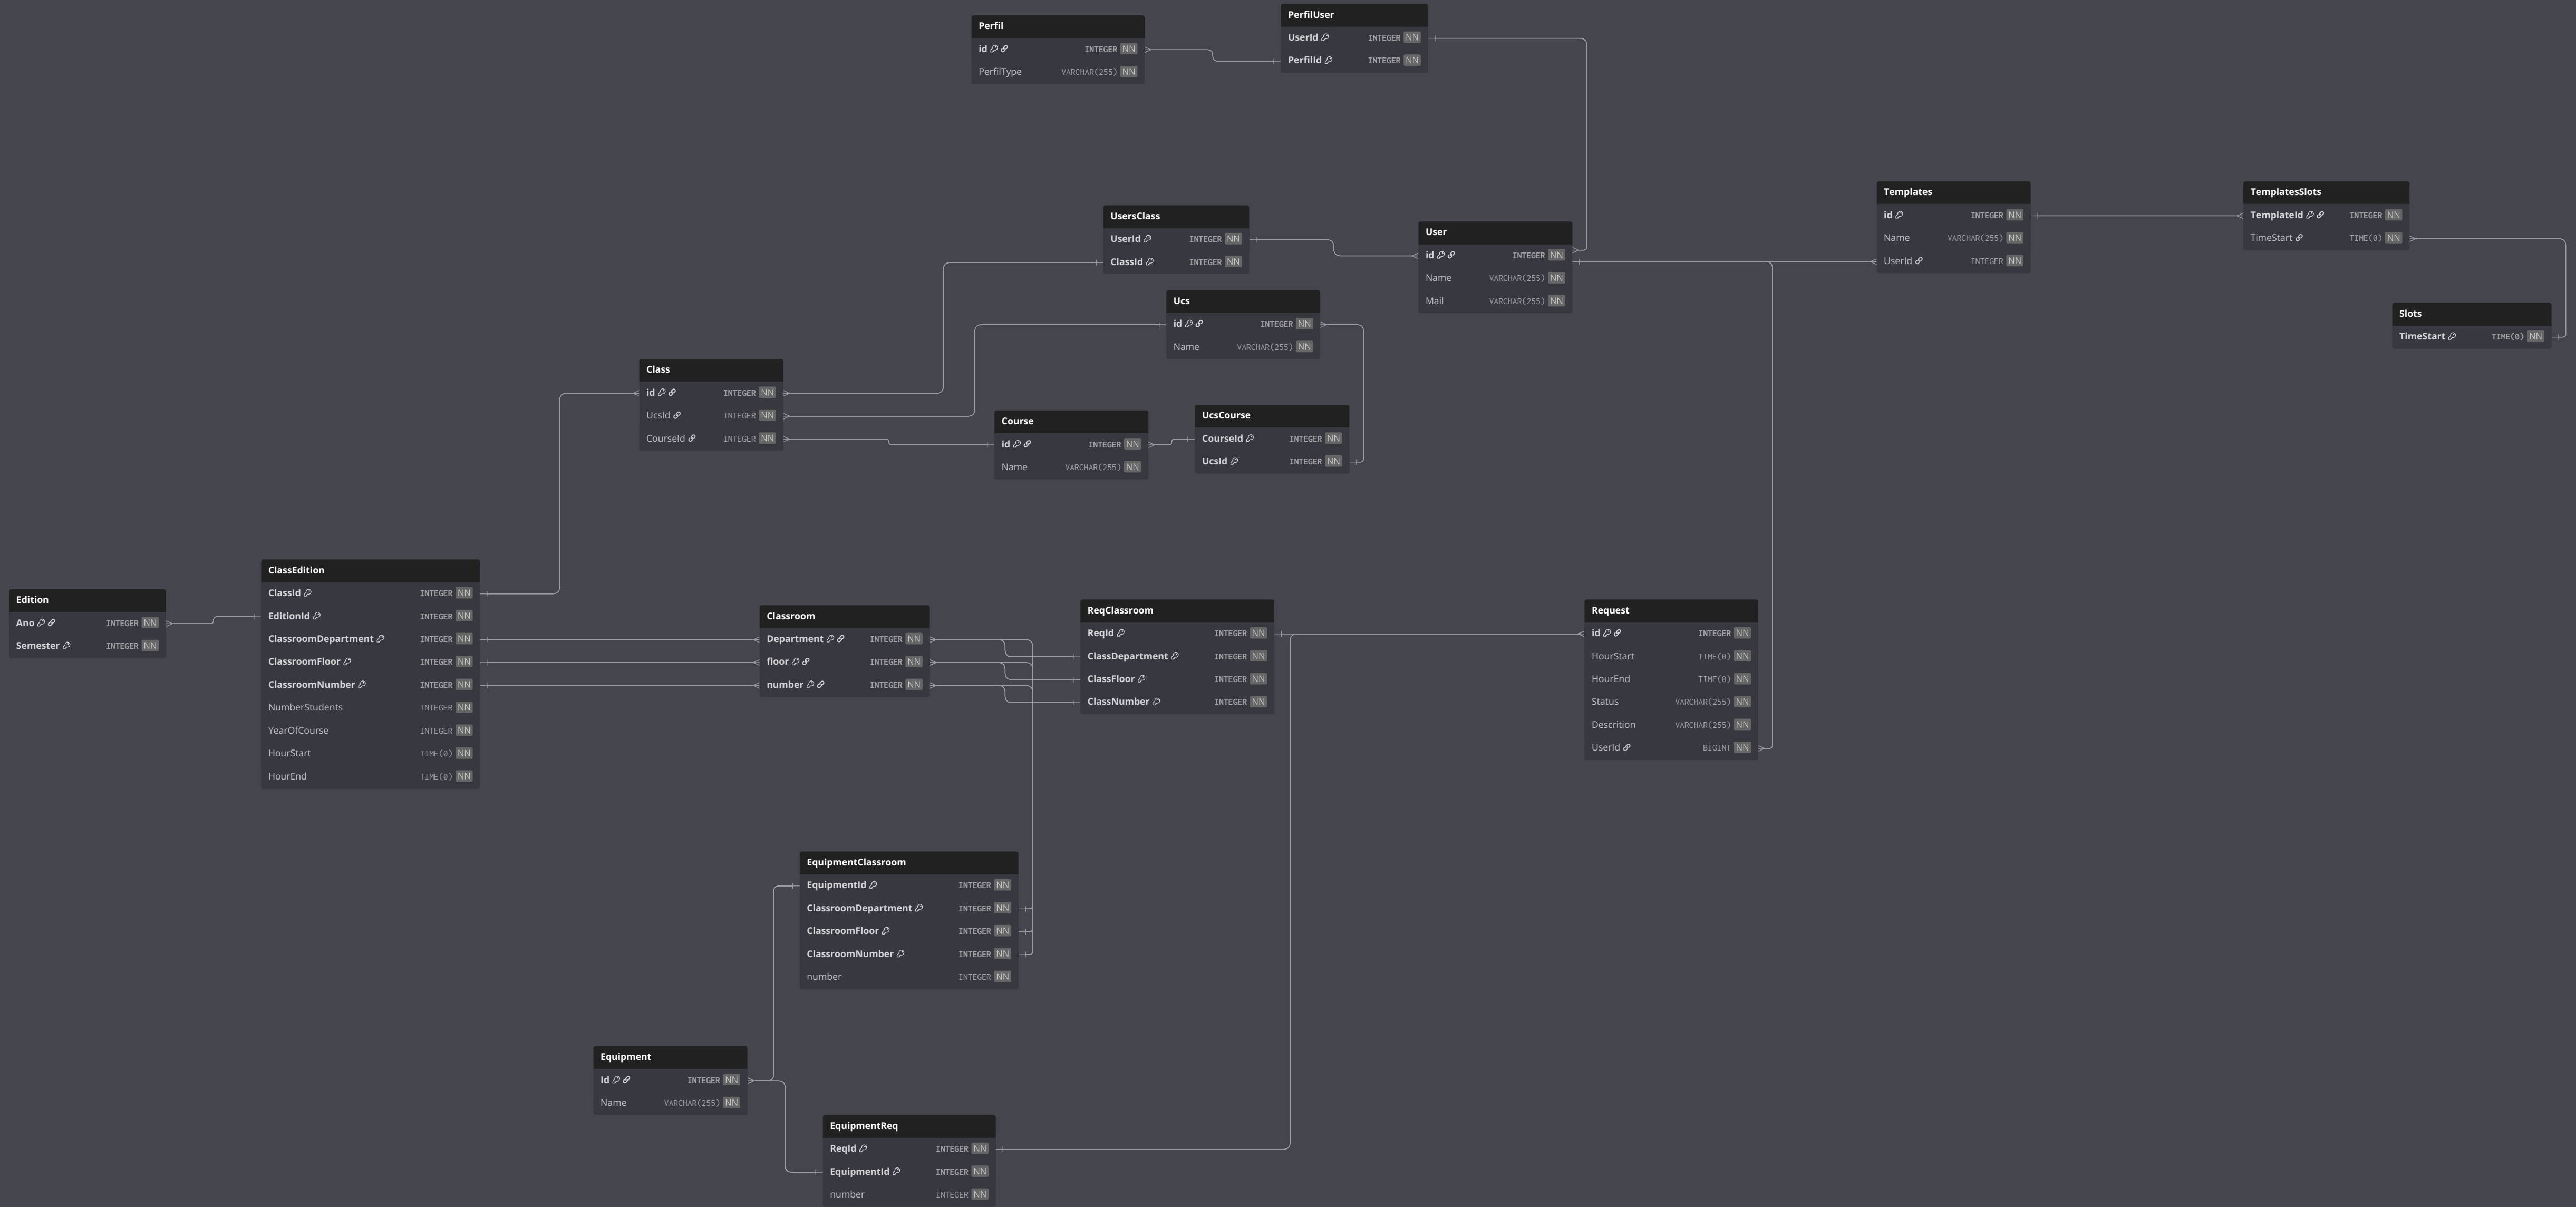 Perfil
id INTEGER NN
PerfilType VARCHAR(255) NN
PerfilUser
UserId INTEGER NN
PerfilId INTEGER NN
UsersClass
UserId INTEGER NN
ClassId INTEGER NN
User
id INTEGER NN
Name VARCHAR(255) NN
Mail VARCHAR(255) NN
Templates
id INTEGER NN
Name VARCHAR(255) NN
UserId INTEGER NN
TemplatesSlots
TemplateId INTEGER NN
TimeStart TIME(0) NN
Slots
TimeStart TIME(0) NN
Ucs
id INTEGER NN
Name VARCHAR(255) NN
Class
id INTEGER NN
UcsId INTEGER NN
CourseId INTEGER NN
Course
id INTEGER NN
Name VARCHAR(255) NN
UcsCourse
CourseId INTEGER NN
UcsId INTEGER NN
Edition
Ano INTEGER NN
Semester INTEGER NN
ClassEdition
ClassId INTEGER NN
EditionId INTEGER NN
ClassroomDepartment INTEGER NN
ClassroomFloor INTEGER NN
ClassroomNumber INTEGER NN
NumberStudents INTEGER NN
YearOfCourse INTEGER NN
HourStart TIME(0) NN
HourEnd TIME(0) NN
Classroom
Department INTEGER NN
floor INTEGER NN
number INTEGER NN
ReqClassroom
ReqId INTEGER NN
ClassDepartment INTEGER NN
ClassFloor INTEGER NN
ClassNumber INTEGER NN
Request
id INTEGER NN
HourStart TIME(0) NN
HourEnd TIME(0) NN
Status VARCHAR(255) NN
Descrition VARCHAR(255) NN
UserId BIGINT NN
EquipmentClassroom
EquipmentId INTEGER NN
ClassroomDepartment INTEGER NN
ClassroomFloor INTEGER NN
ClassroomNumber INTEGER NN
number INTEGER NN
Equipment
Id INTEGER NN
Name VARCHAR(255) NN
EquipmentReq
ReqId INTEGER NN
EquipmentId INTEGER NN
number INTEGER NN